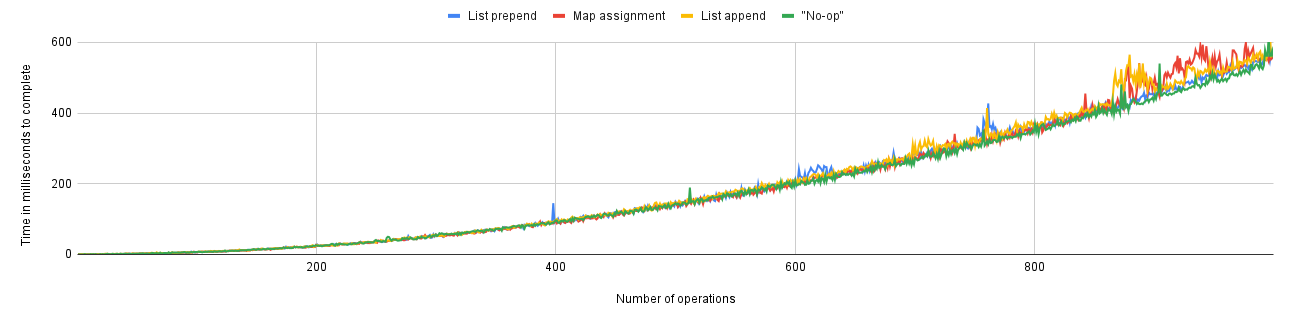 List prepend Map assignment List append "No-op"
Time in milliseconds to complete
600
400
200
0
200 400 600 800
Number of operations